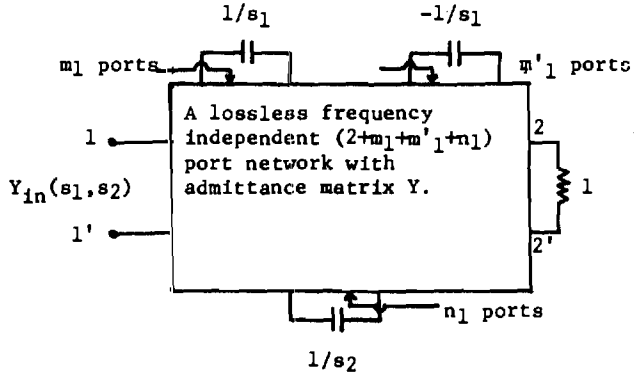 1/s₁
-1/s₁
m₁ ports
m'₁ ports
A lossless frequency
independent (2+m₁+m'₁+n₁)
port network with
admittance matrix Y.
1
2
Y_in(s₁,s₂)
1
1'
2'
n₁ ports
1/s₂